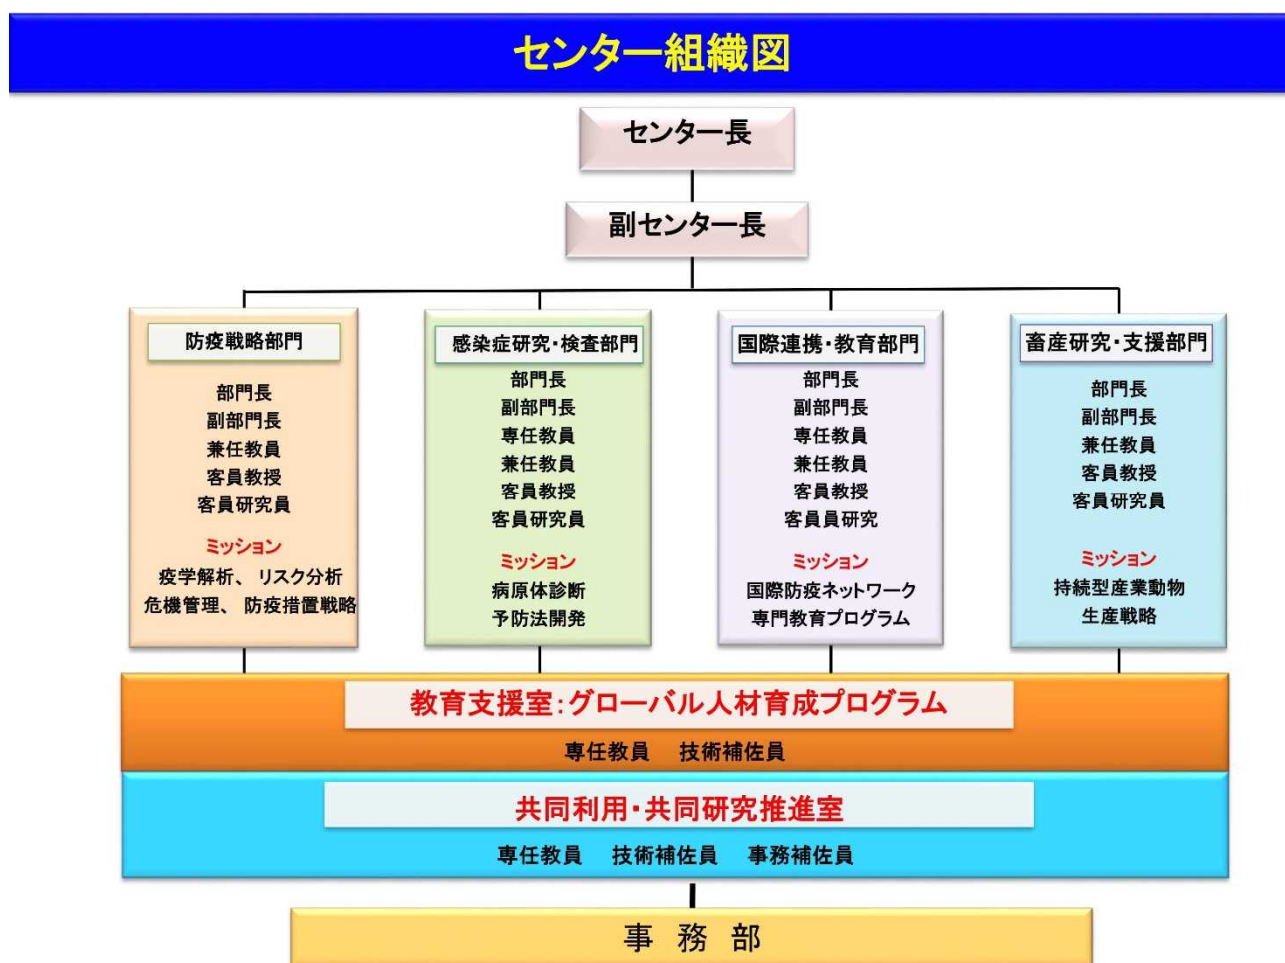 センター組織図
センター長
副センター長
防疫戦略部門
部門長
副部門長
兼任教員
客員教授
客員研究員
ミッション
疫学解析、リスク分析
危機管理、防疫措置戦略
感染症研究・検査部門
部門長
副部門長
専任教員
兼任教員
客員教授
客員研究員
ミッション
病原体診断
予防法開発
国際連携・教育部門
部門長
副部門長
専任教員
兼任教員
客員教授
客員員研究
ミッション
国際防疫ネットワーク
専門教育プログラム
畜産研究・支援部門
部門長
副部門長
兼任教員
客員教授
客員研究員
ミッション
持続型産業動物
生産戦略
教育支援室：グローバル人材育成プログラム
専任教員　技術補佐員
共同利用・共同研究推進室
専任教員　技術補佐員　事務補佐員
事　務　部